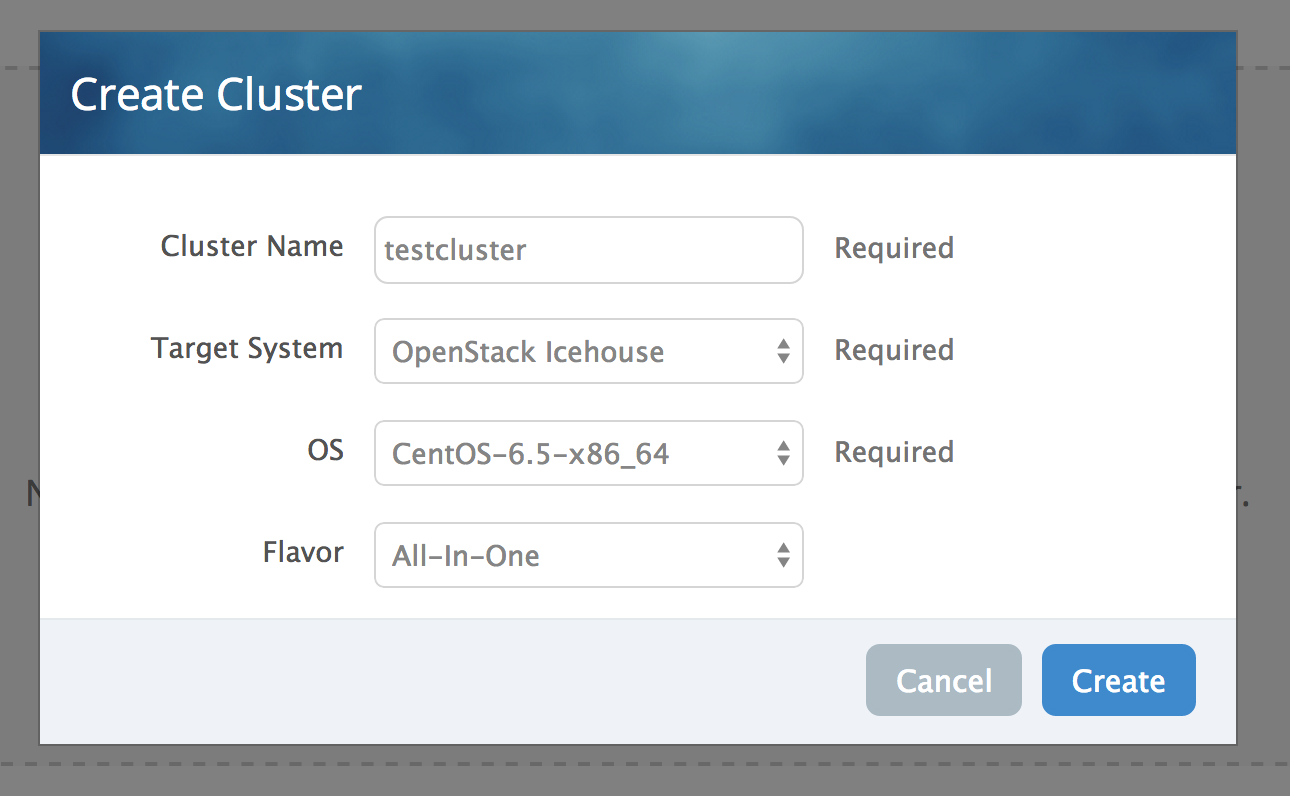 Create Cluster
Cluster Name testcluster Required
Target System OpenStack Icehouse Required
OS CentOS-6.5-x86_64 Required
Flavor All-In-One
Cancel Create